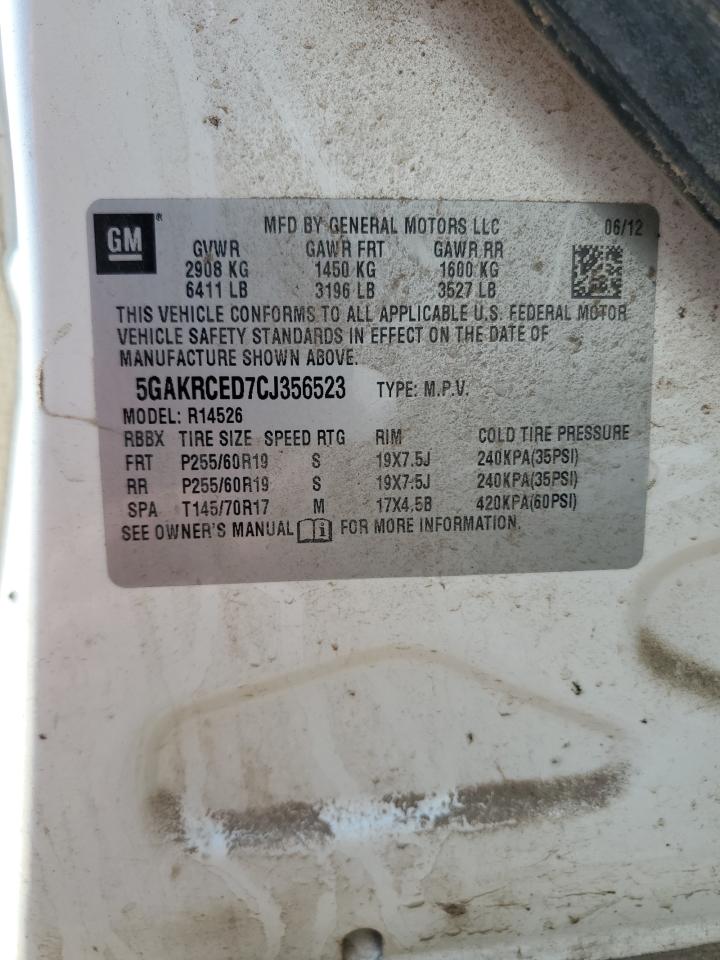 GM ® MFD BY GENERAL MOTORS LLC 06/12
GVWR GAWR FRT GAWR RR
2908 KG 1450 KG 1600 KG
6411 LB 3196 LB 3527 LB
THIS VEHICLE CONFORMS TO ALL APPLICABLE U.S. FEDERAL MOTOR
VEHICLE SAFETY STANDARDS IN EFFECT ON THE DATE OF
MANUFACTURE SHOWN ABOVE.
5GAKRCED7CJ356523 TYPE: M.P.V.
MODEL: R14526
RBBX TIRE SIZE SPEED RTG RIM COLD TIRE PRESSURE
FRT P255/60R19 S 19X7.5J 240KPA(35PSI)
RR P255/60R19 S 19X7.5J 240KPA(35PSI)
SPA T145/70R17 M 17X4.5B 420KPA(60PSI)
SEE OWNER'S MANUAL i FOR MORE INFORMATION.